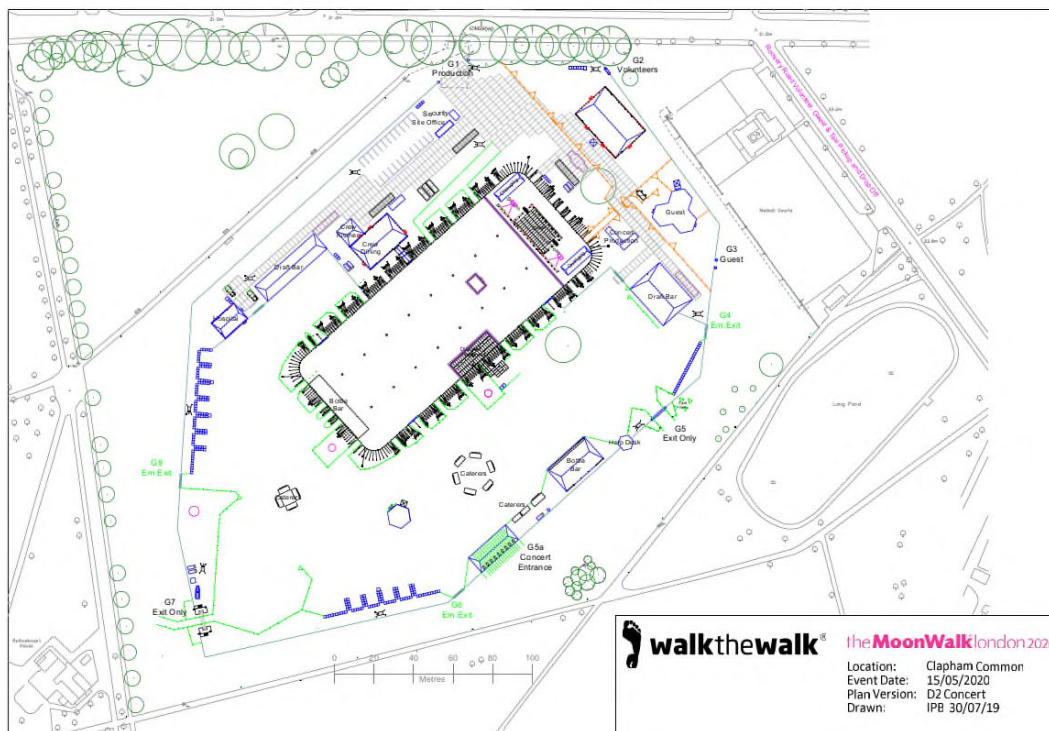 G1
Production
G2
Volunteers
Security
Site Office
Crew
Dining
Guest
Concert
Production
G3
Guest
Draft Bar
Draft Bar
Hospital
G4
Em.Exit
Bottle
Bar
G5
Exit Only
Help Desk
Long Pond
G8
Em.Exit
Bottle
Bar
Caterers
Caterers
Caterers
G5a
Concert
Entrance
G7
Exit Only
G6
Em.Exit
0 20 40 60 80 100
Metres
walkthewalk®
the MoonWalk london 2020
Location: Clapham Common
Event Date: 15/05/2020
Plan Version: D2 Concert
Drawn: IPB 30/07/19